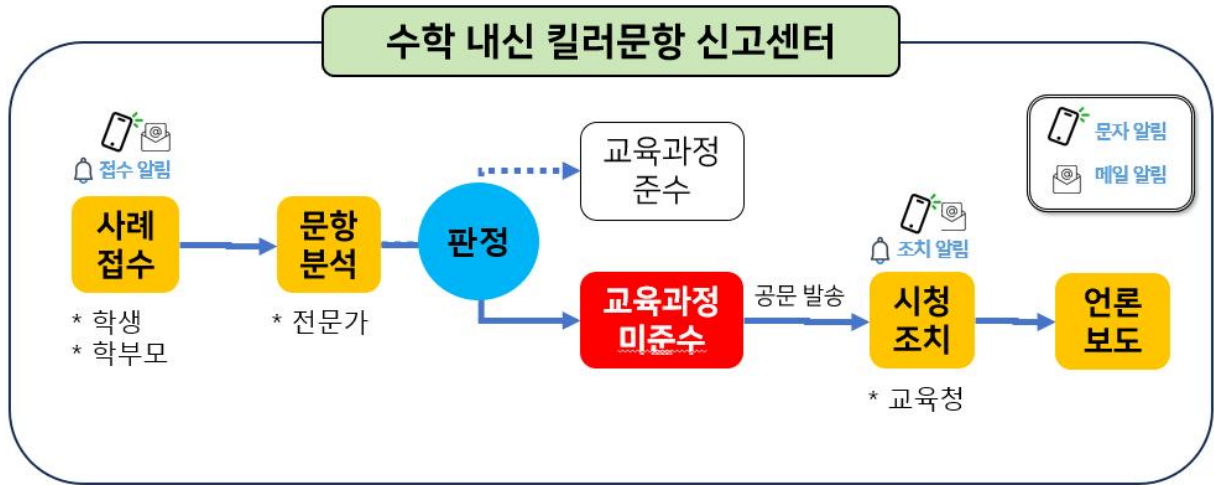 수학 내신 킬러문항 신고센터
문자 알림
메일 알림
접수 알림
사례
접수
* 학생
* 학부모
문항
분석
* 전문가
판정
교육과정
준수
교육과정
미준수
공문 발송
조치 알림
시청
조치
* 교육청
언론
보도